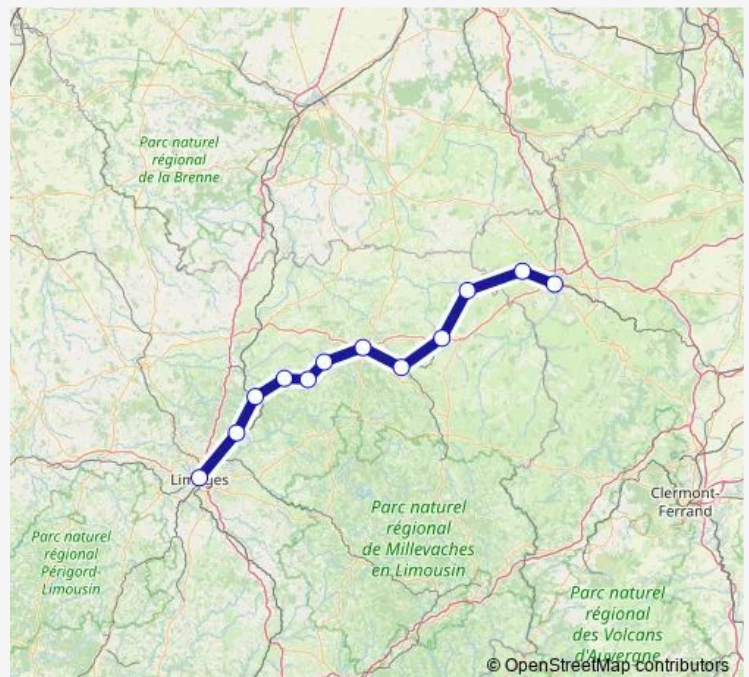 Parc naturel
régional
de la Brenne
Limoges
Clermont-
Ferrand
Parc naturel
régional
de Millevaches
en Limousin
Parc naturel
régional
Périgord-
Limousin
Parc naturel
régional
des Volcans
d'Auvergne
© OpenStreetMap contributors